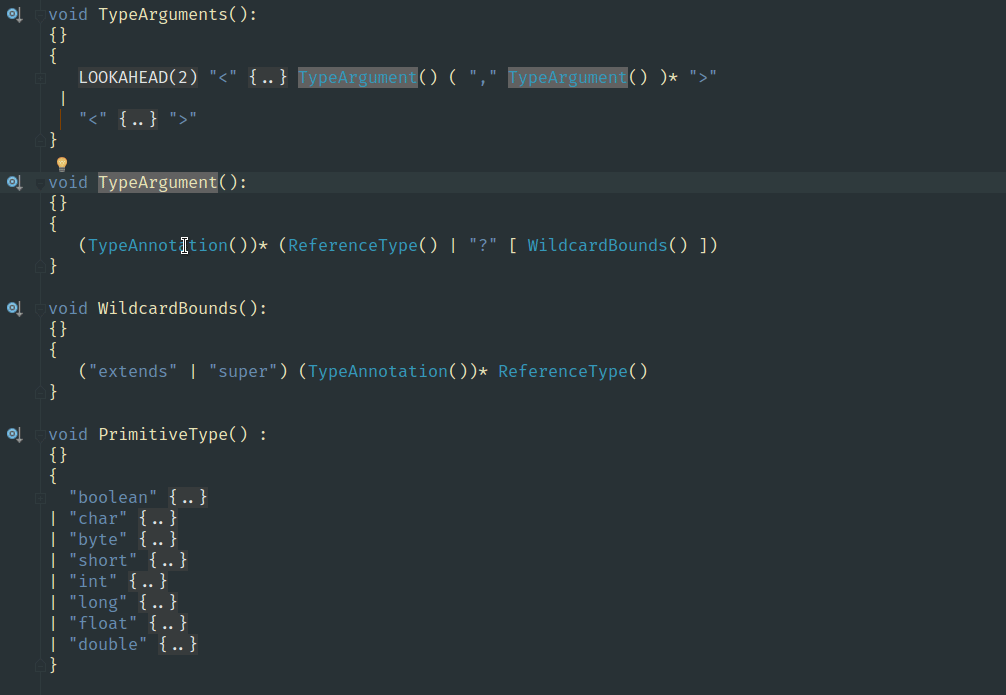 void TypeArguments():
{}
{
   LOOKAHEAD(2) "<" {..} TypeArgument() ( "," TypeArgument() )* ">"
 |
   "<" {..} ">"
}

void TypeArgument():
{}
{
   (TypeAnnotation())* (ReferenceType() | "?" [ WildcardBounds() ])
}

void WildcardBounds():
{}
{
   ("extends" | "super") (TypeAnnotation())* ReferenceType()
}

void PrimitiveType() :
{}
{
  "boolean" {..}
| "char" {..}
| "byte" {..}
| "short" {..}
| "int" {..}
| "long" {..}
| "float" {..}
| "double" {..}
}